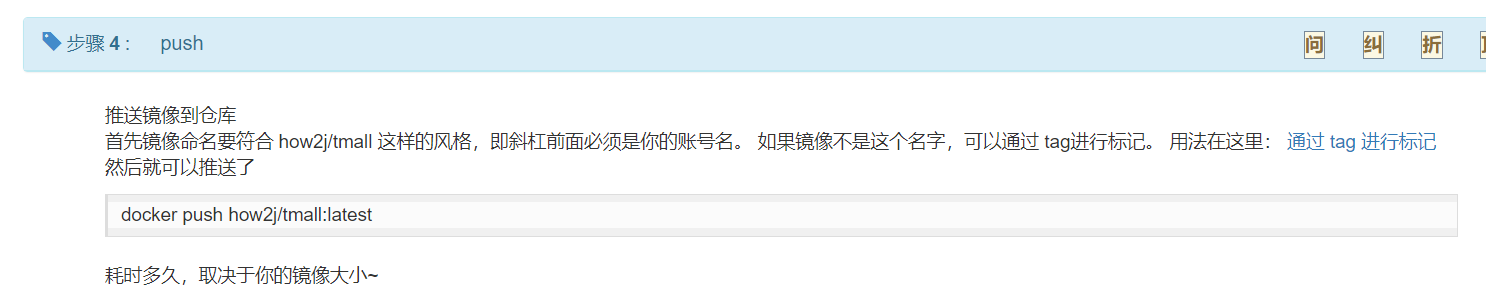 步骤 4 : push
问 纠 折
推送镜像到仓库
首先镜像命名要符合 how2j/tmall 这样的风格，即斜杠前面必须是你的账号名。 如果镜像不是这个名字，可以通过 tag进行标记。 用法在这里： 通过 tag 进行标记
然后就可以推送了
docker push how2j/tmall:latest
耗时多久，取决于你的镜像大小~